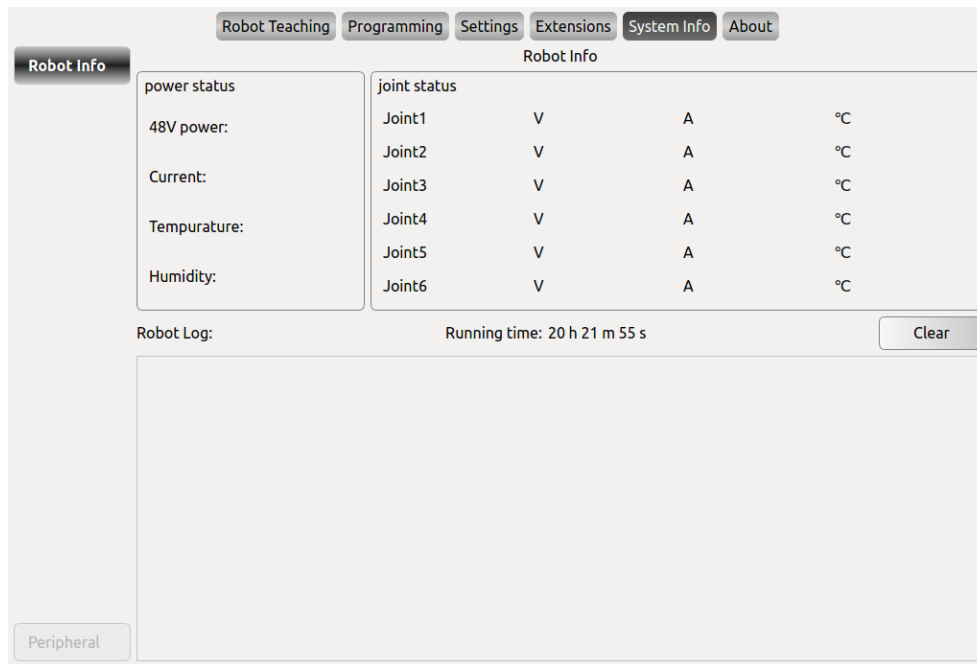 Robot Teaching Programming Settings Extensions System Info About
Robot Info
Robot Info
power status
48V power:
Current:
Tempurature:
Humidity:
joint status
Joint1 V A °C
Joint2 V A °C
Joint3 V A °C
Joint4 V A °C
Joint5 V A °C
Joint6 V A °C
Robot Log: Running time: 20 h 21 m 55 s Clear
Peripheral